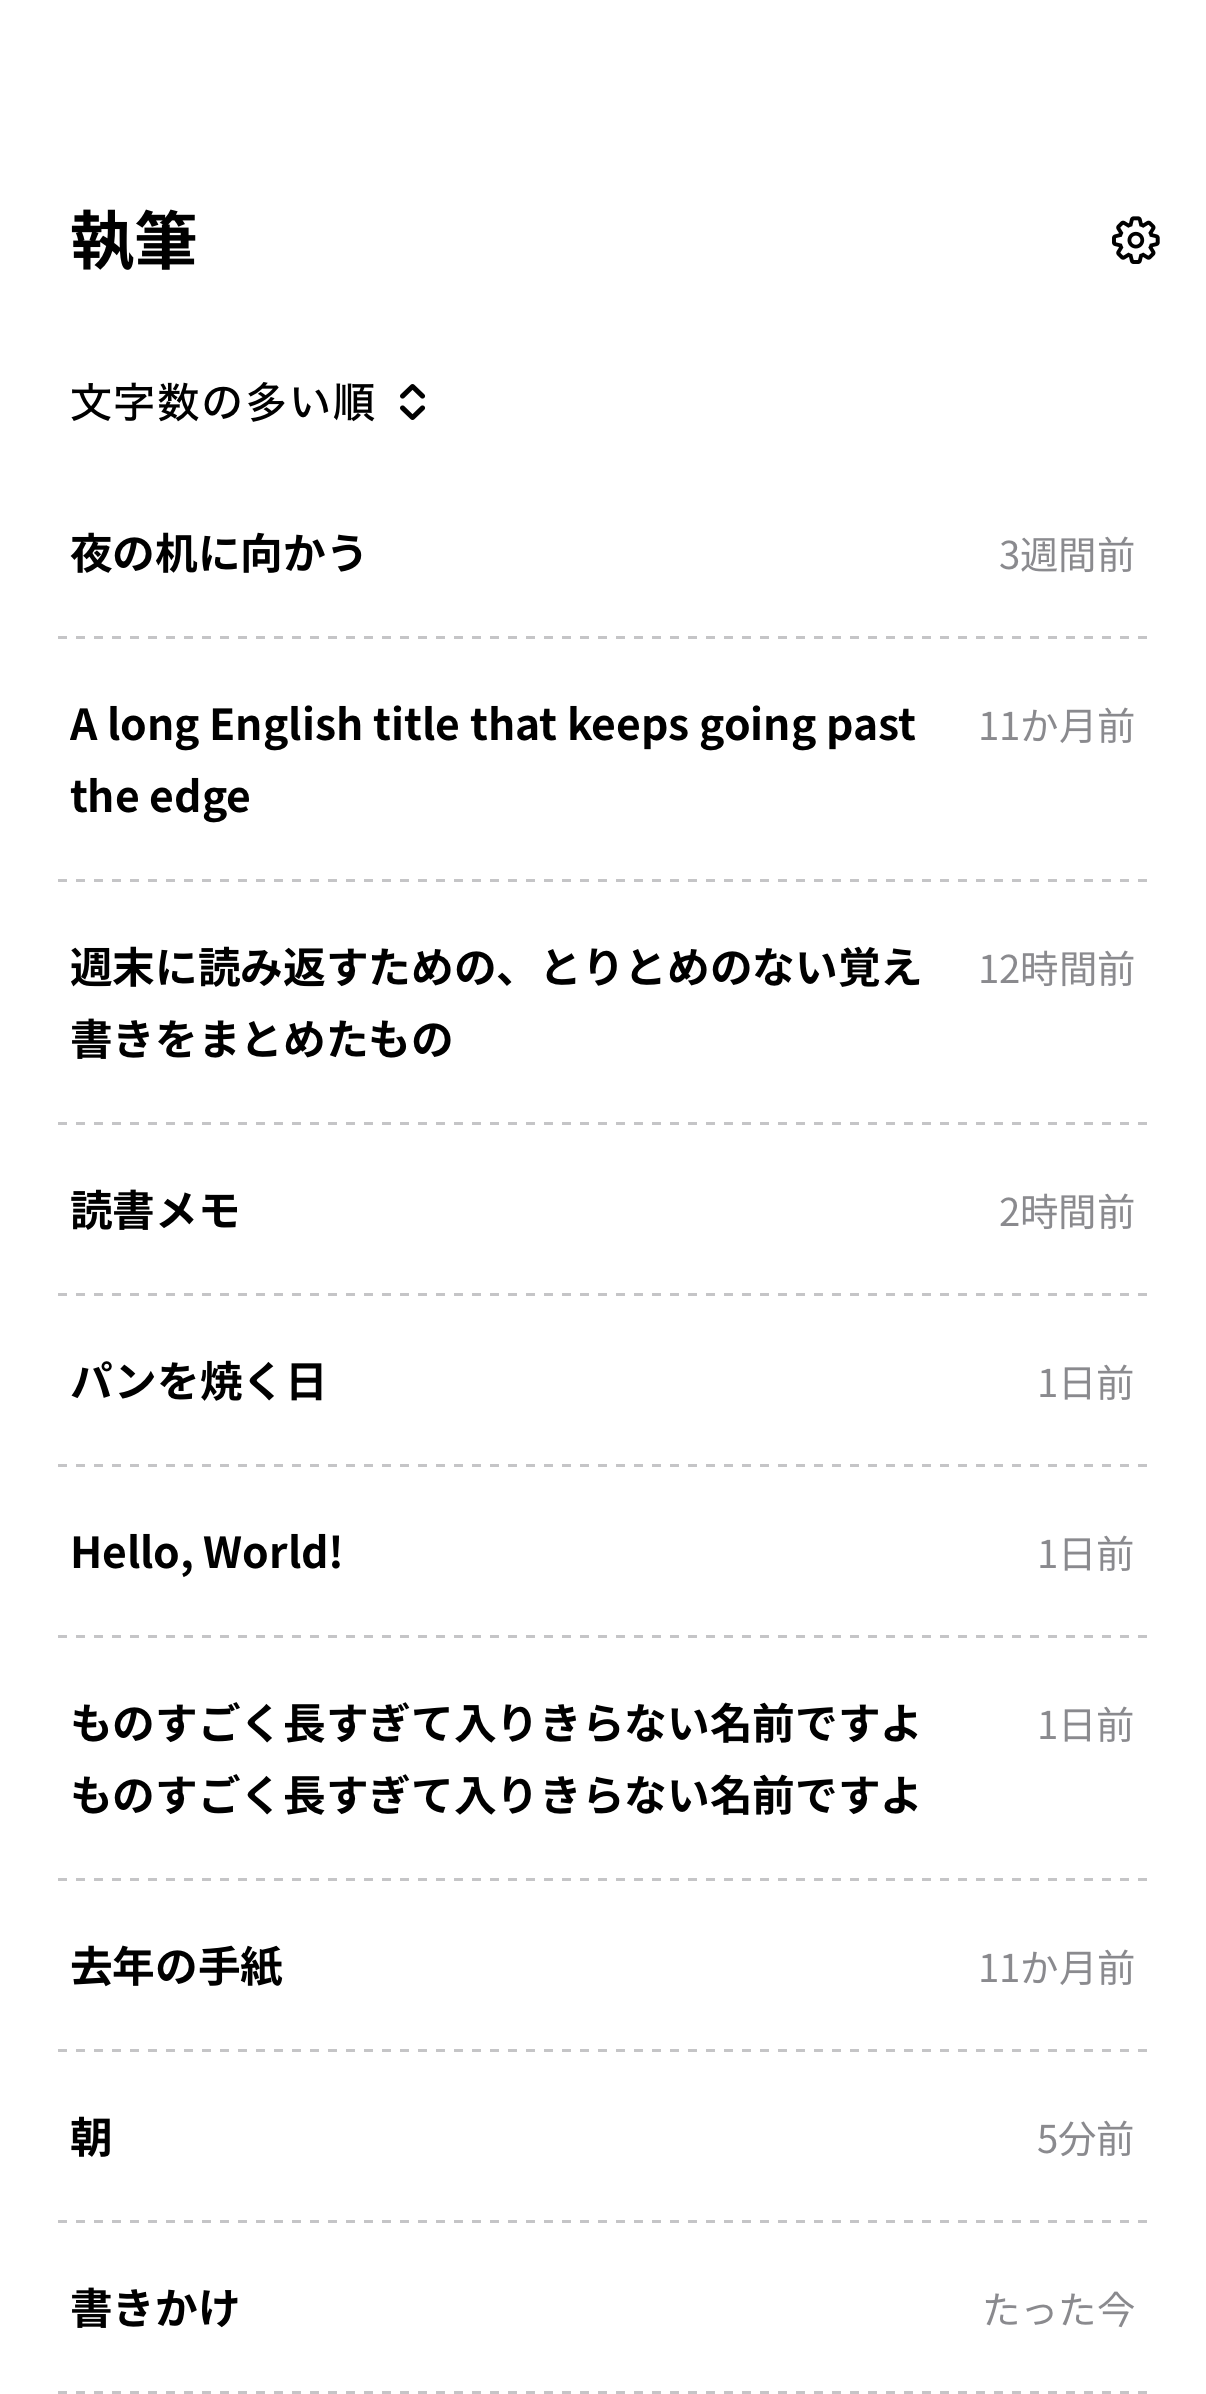 執筆
文字数の多い順
夜の机に向かう
3週間前
A long English title that keeps going past
the edge
11か月前
週末に読み返すための、とりとめのない覚え
書きをまとめたもの
12時間前
読書メモ
2時間前
パンを焼く日
1日前
Hello, World!
1日前
ものすごく長すぎて入りきらない名前ですよ
ものすごく長すぎて入りきらない名前ですよ
1日前
去年の手紙
11か月前
朝
5分前
書きかけ
たった今